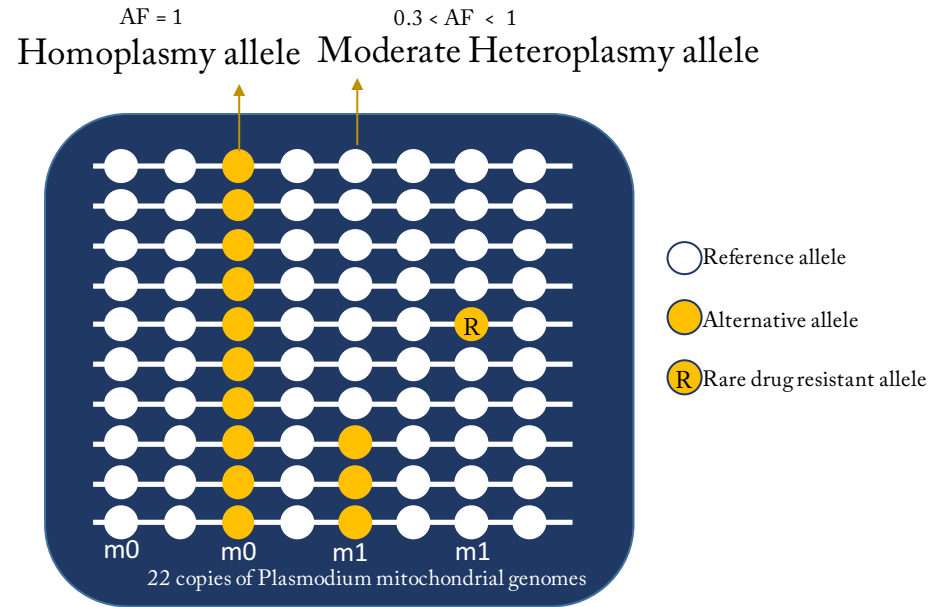 AF = 1
0.3 < AF < 1
Homoplasmy allele
Moderate Heteroplasmy allele
Reference allele
Alternative allele
R
R
Rare drug resistant allele
m0
m0
m1
m1
22 copies of Plasmodium mitochondrial genomes